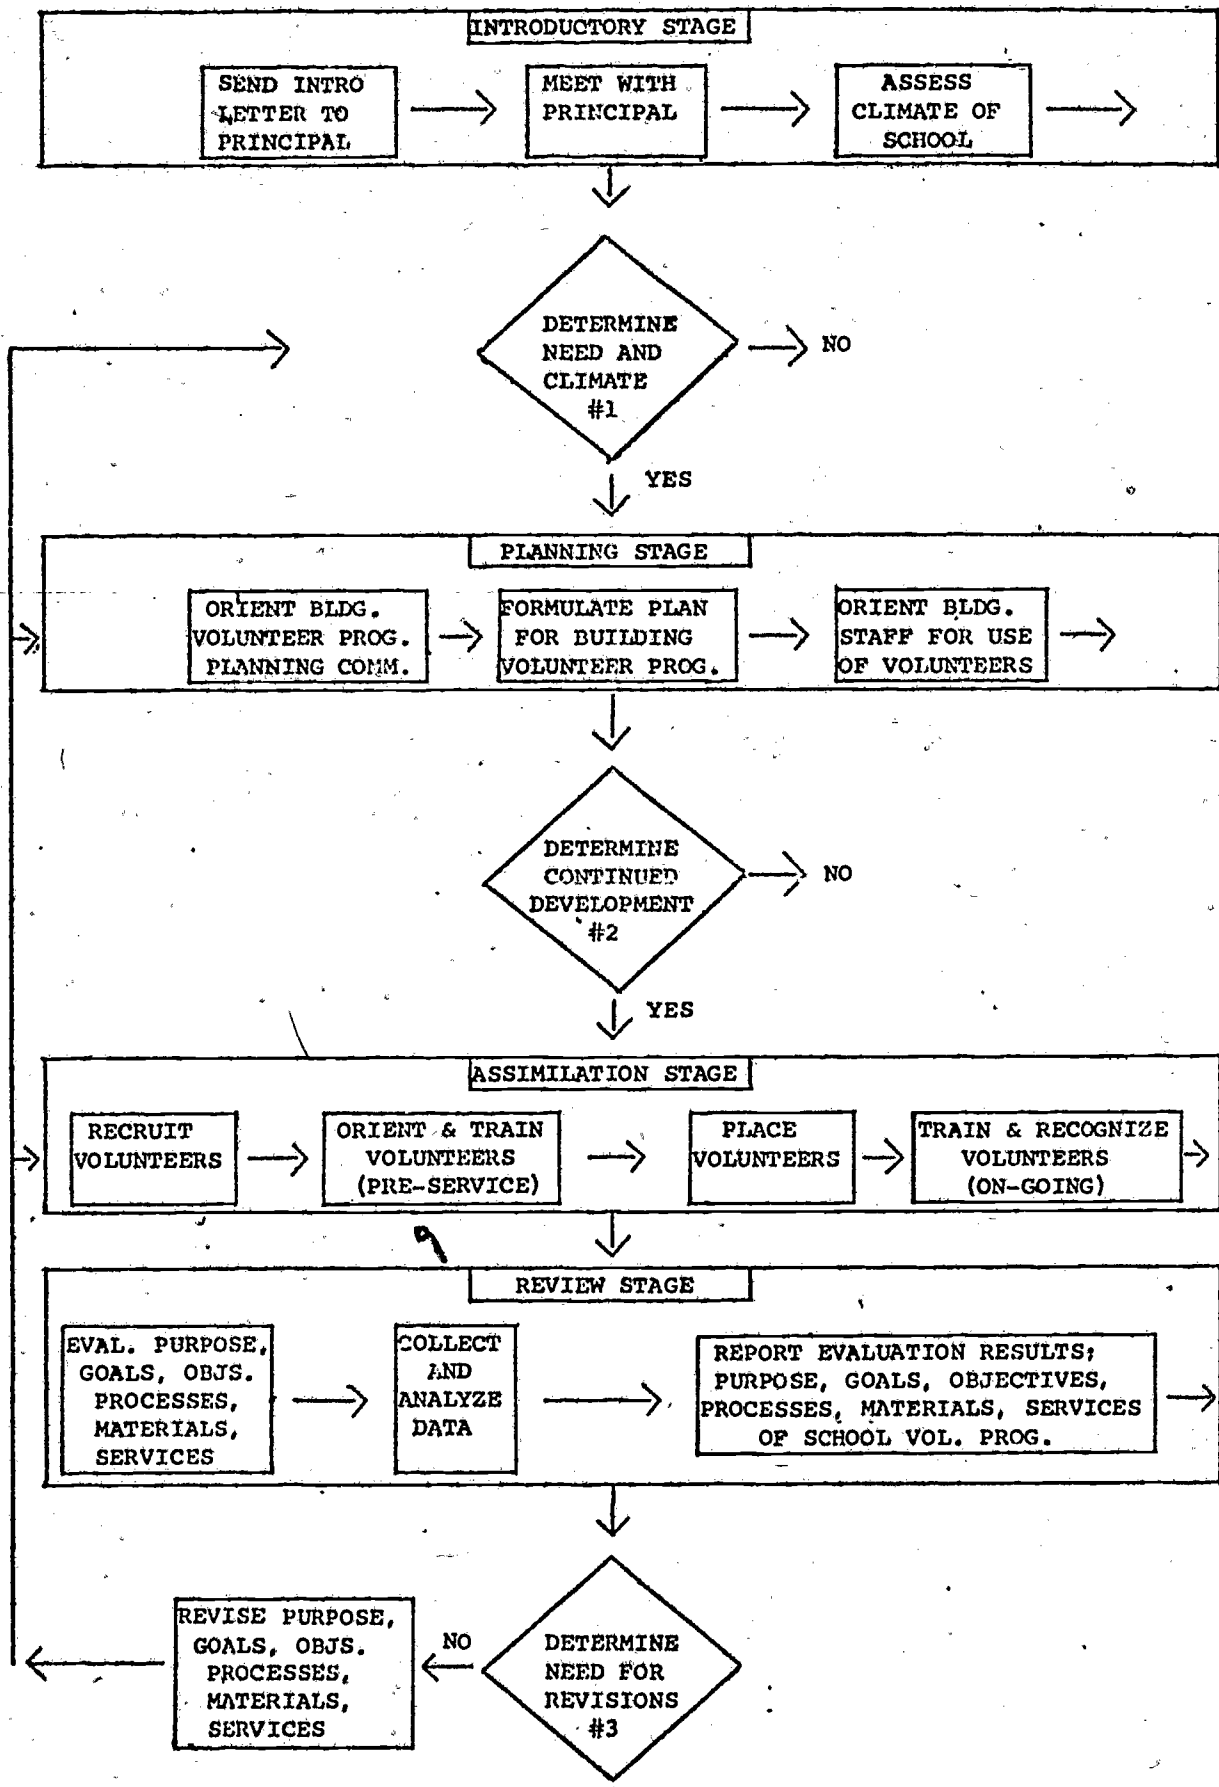 INTRODUCTORY STAGE
SEND INTRO
LETTER TO
PRINCIPAL
MEET WITH
PRINCIPAL
ASSESS
CLIMATE OF
SCHOOL
DETERMINE
NEED AND
CLIMATE
#1
NO
YES
PLANNING STAGE
ORIENT BLDG.
VOLUNTEER PROG.
PLANNING COMM.
FORMULATE PLAN
FOR BUILDING
VOLUNTEER PROG.
ORIENT BLDG.
STAFF FOR USE
OF VOLUNTEERS
DETERMINE
CONTINUED
DEVELOPMENT
#2
NO
YES
ASSIMILATION STAGE
RECRUIT
VOLUNTEERS
ORIENT & TRAIN
VOLUNTEERS
(PRE-SERVICE)
PLACE
VOLUNTEERS
TRAIN & RECOGNIZE
VOLUNTEERS
(ON-GOING)
REVIEW STAGE
EVAL. PURPOSE,
GOALS, OBJS.
PROCESSES,
MATERIALS,
SERVICES
COLLECT
AND
ANALYZE
DATA
REPORT EVALUATION RESULTS;
PURPOSE, GOALS, OBJECTIVES,
PROCESSES, MATERIALS, SERVICES
OF SCHOOL VOL. PROG.
REVISE PURPOSE,
GOALS, OBJS.
PROCESSES,
MATERIALS,
SERVICES
NO
DETERMINE
NEED FOR
REVISIONS
#3